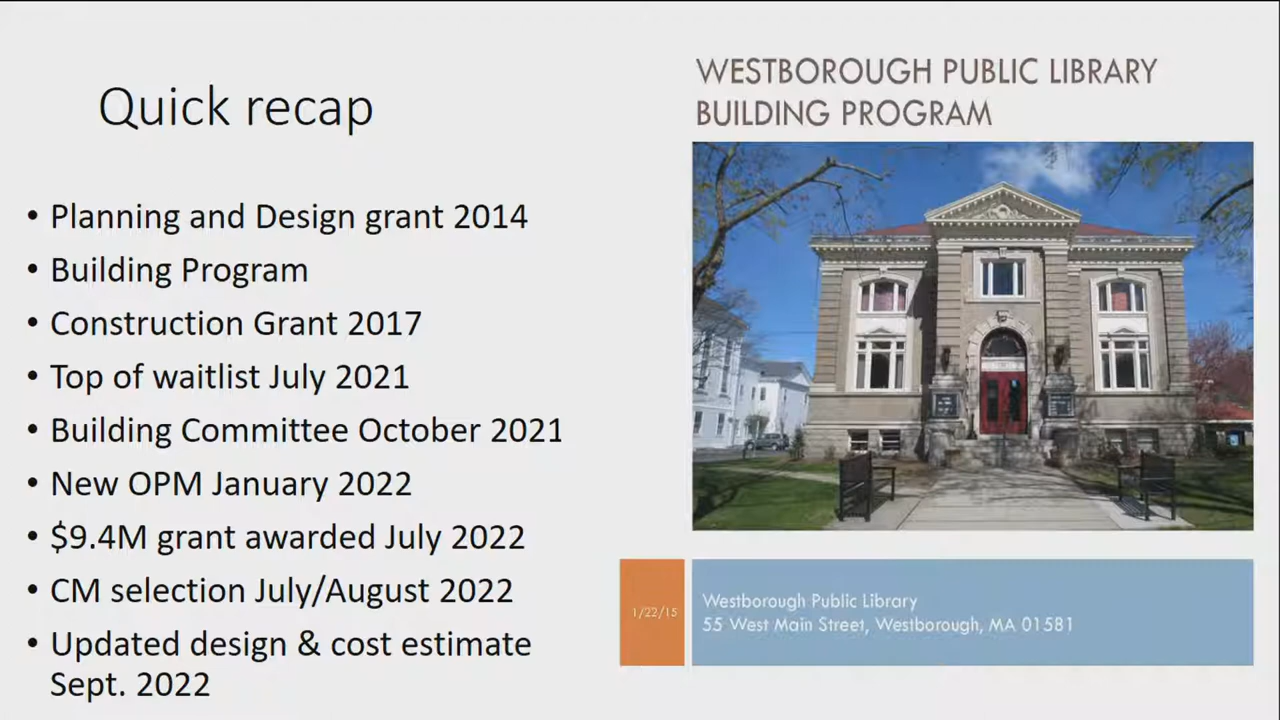 Quick recap
• Planning and Design grant 2014
• Building Program
• Construction Grant 2017
• Top of waitlist July 2021
• Building Committee October 2021
• New OPM January 2022
• $9.4M grant awarded July 2022
• CM selection July/August 2022
• Updated design & cost estimate
Sept. 2022
WESTBOROUGH PUBLIC LIBRARY
BUILDING PROGRAM
1/22/15
Westborough Public Library
55 West Main Street, Westborough, MA 01581